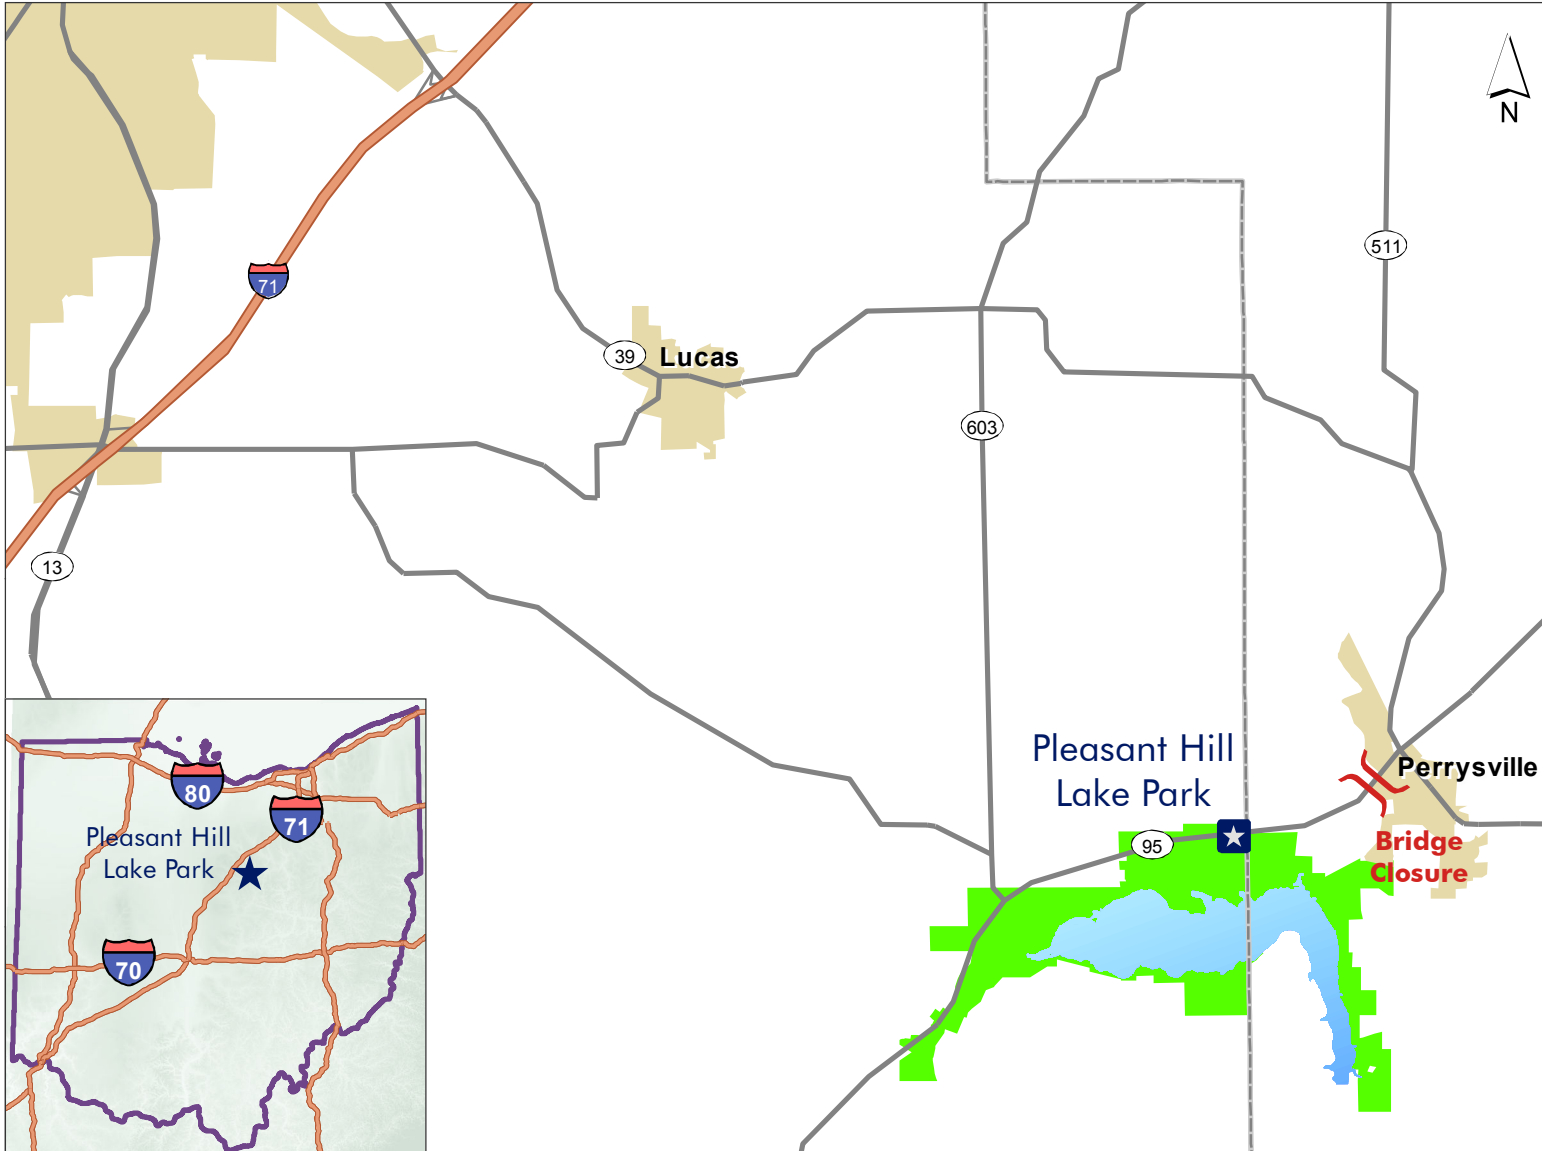 N
511
71
39
Lucas
603
13
Pleasant Hill
Lake Park
Perrysville
95
Bridge
Closure
80
71
Pleasant Hill
Lake Park
70